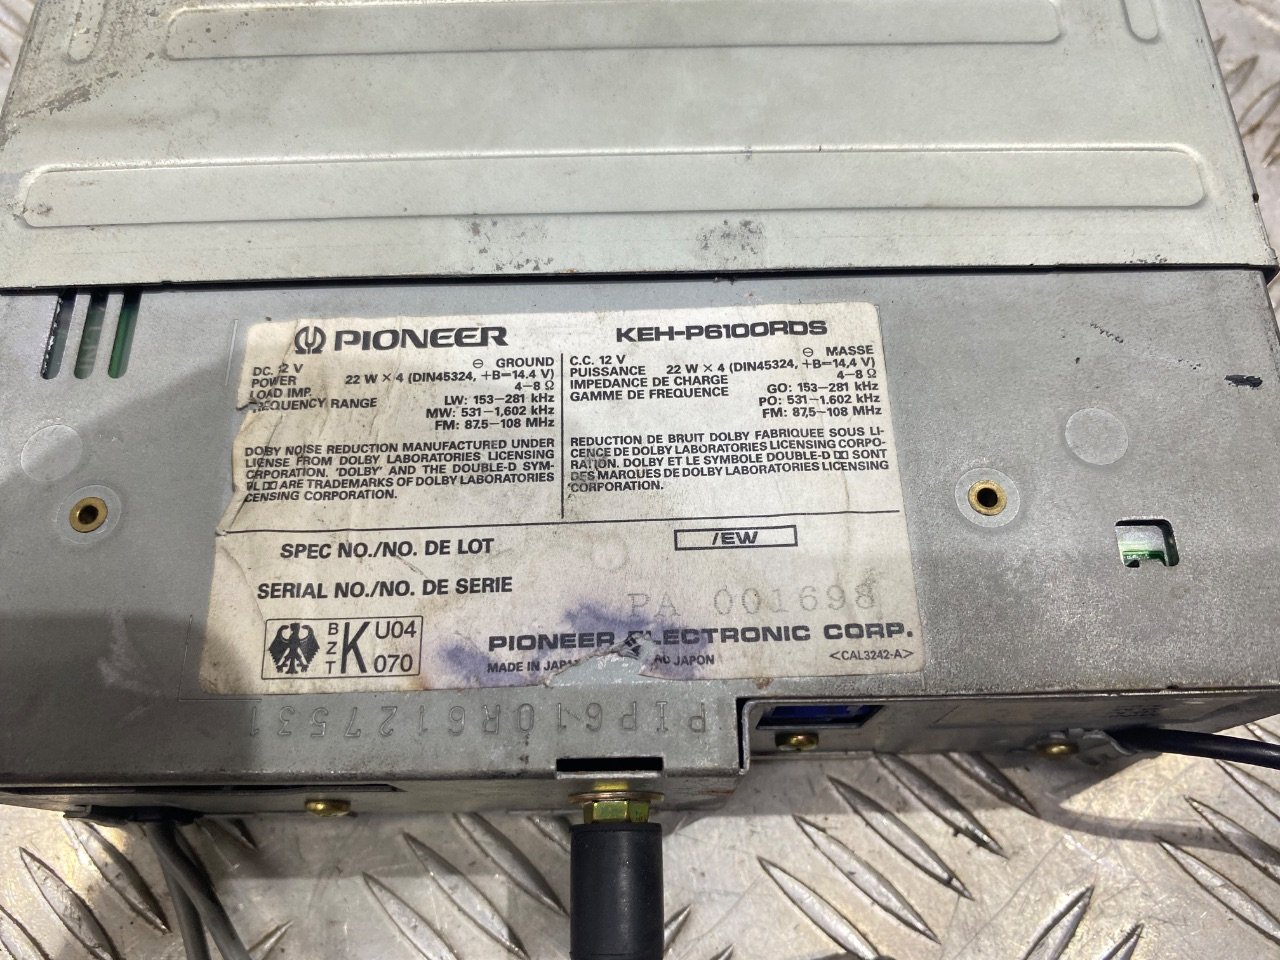 PIONEER
KEH-P6100RDS
DC. 12 V ⊖ GROUND
POWER 22 W × 4 (DIN45324, +B=14,4 V)
LOAD IMP. 4–8 Ω
FREQUENCY RANGE LW: 153–281 kHz
MW: 531–1,602 kHz
FM: 87,5–108 MHz
DOLBY NOISE REDUCTION MANUFACTURED UNDER
LICENSE FROM DOLBY LABORATORIES LICENSING
CORPORATION. "DOLBY" AND THE DOUBLE-D SYM-
ARE TRADEMARKS OF DOLBY LABORATORIES
CENSING CORPORATION.
C.C. 12 V ⊖ MASSE
PUISSANCE 22 W × 4 (DIN45324, +B=14,4 V)
IMPEDANCE DE CHARGE 4–8 Ω
GAMME DE FREQUENCE GO: 153–281 kHz
PO: 531–1,602 kHz
FM: 87,5–108 MHz
REDUCTION DE BRUIT DOLBY FABRIQUEE SOUS LI-
CENCE DE DOLBY LABORATORIES LICENSING CORPO-
RATION. DOLBY ET LE SYMBOLE DOUBLE-D SONT
DES MARQUES DE DOLBY LABORATORIES LICENSING
CORPORATION.
SPEC NO./NO. DE LOT /EW
SERIAL NO./NO. DE SERIE
PA 001698
BZT K U04 070
PIONEER ELECTRONIC CORP.
MADE IN JAPAN AU JAPON <CAL3242-A>
PIP610R6127531